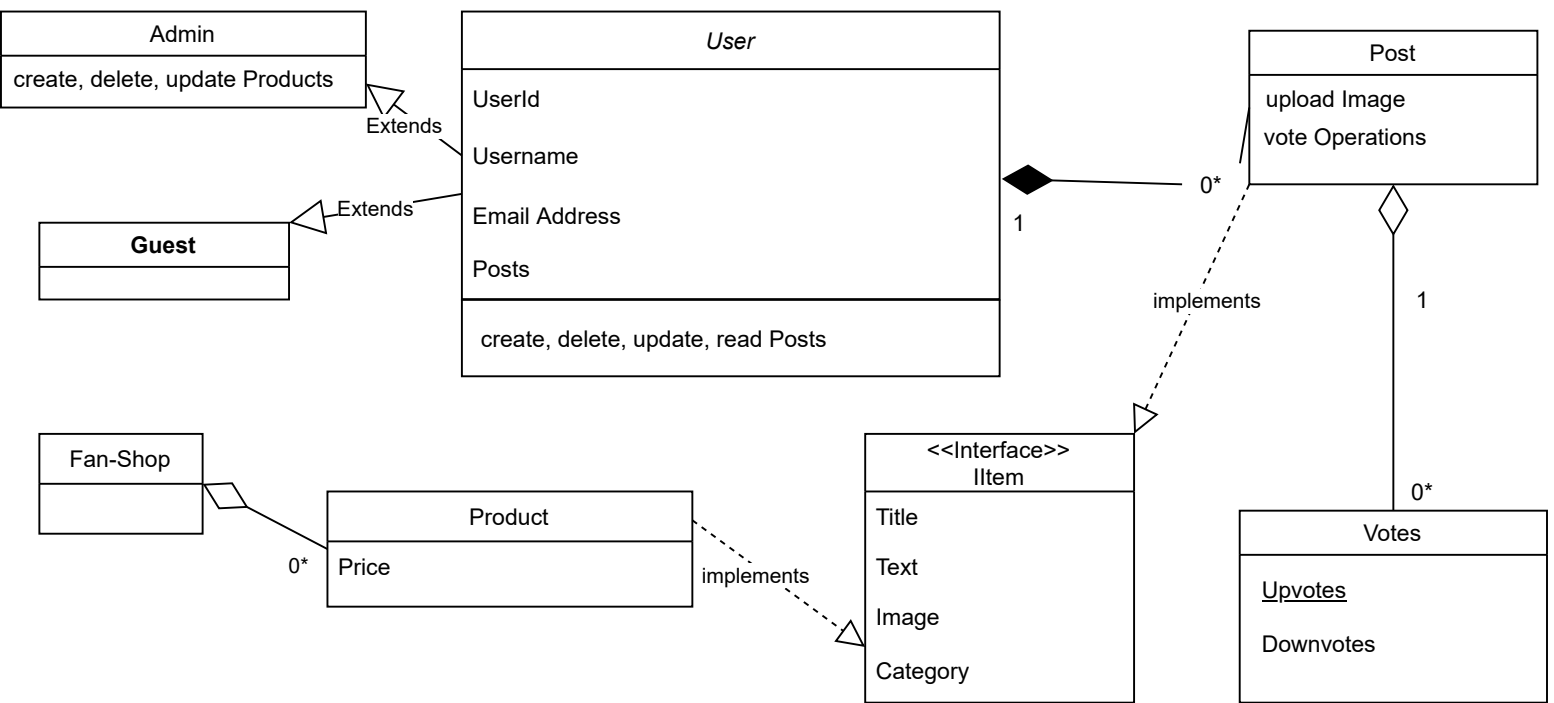 Admin
create, delete, update Products
Extends
User
UserId
Username
Email Address
Posts
create, delete, update, read Posts
Extends
Guest
Post
upload Image
vote Operations
0*
1
implements
1
0*
Fan-Shop
0*
Product
Price
implements
<<Interface>>
IItem
Title
Text
Image
Category
Votes
Upvotes
Downvotes